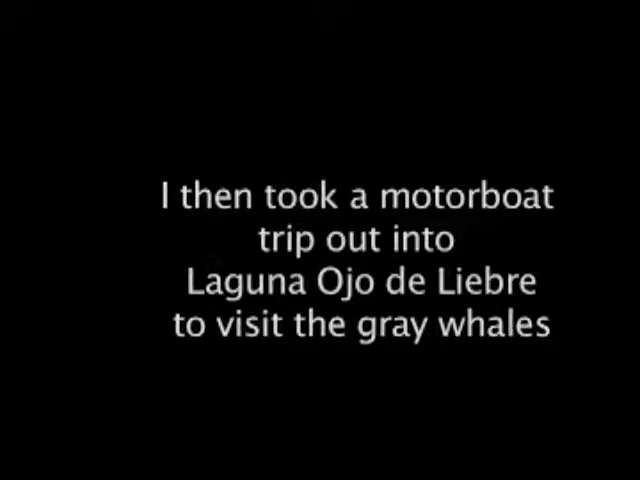 I then took a motorboat
trip out into
Laguna Ojo de Liebre
to visit the gray whales